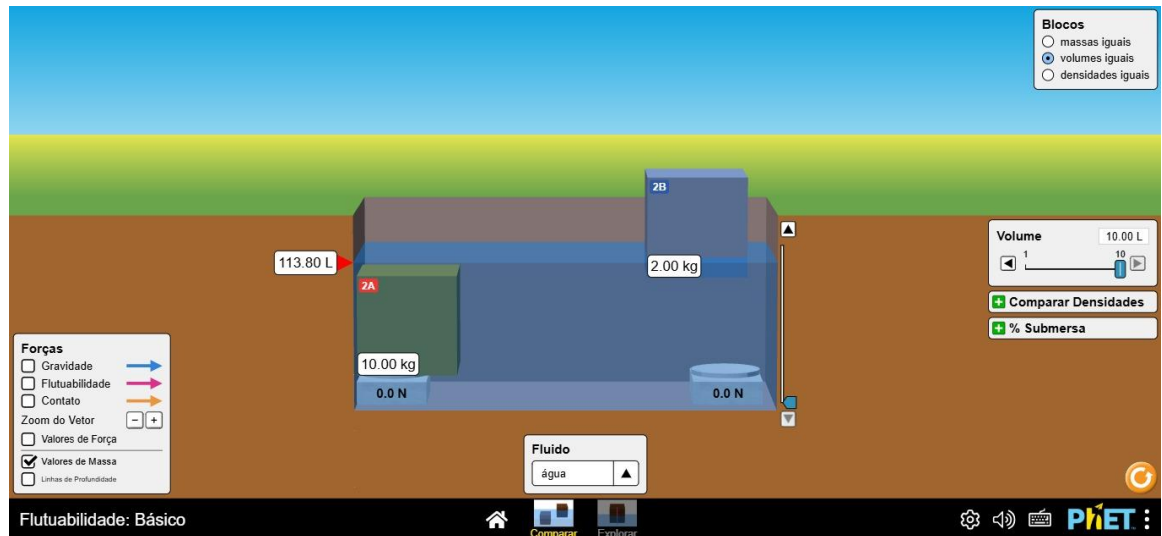 Blocos
massas iguais
volumes iguais
densidades iguais
2B
113.80 L
2.00 kg
2A
10.00 kg
0.0 N
0.0 N
Volume
10.00 L
1
10
Comparar Densidades
% Submersa
Forças
Gravidade
Flutuabilidade
Contato
Zoom do Vetor
Valores de Força
Valores de Massa
Linhas de Profundidade
Fluido
água
Flutuabilidade: Básico
Comparar
Explorar
PhET